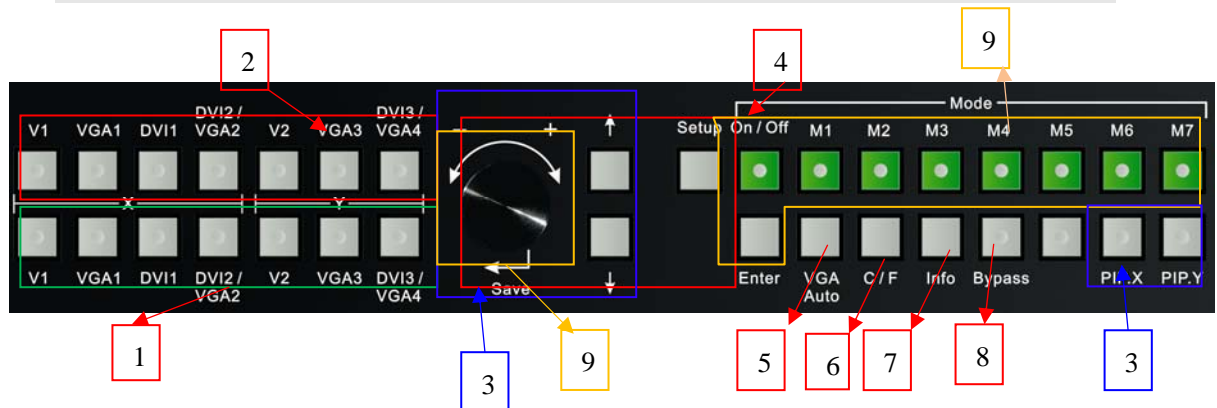 2 4 9
Mode
V1 VGA1 DVI1 DVI2 / VGA2 V2 VGA3 DVI3 / VGA4 − + ↑ Setup On / Off M1 M2 M3 M4 M5 M6 M7
X Y
V1 VGA1 DVI1 DVI2 / VGA2 V2 VGA3 DVI3 / VGA4 Save ↓ Enter VGA Auto C / F Info Bypass PIP.X PIP.Y
1 3 9 5 6 7 8 3